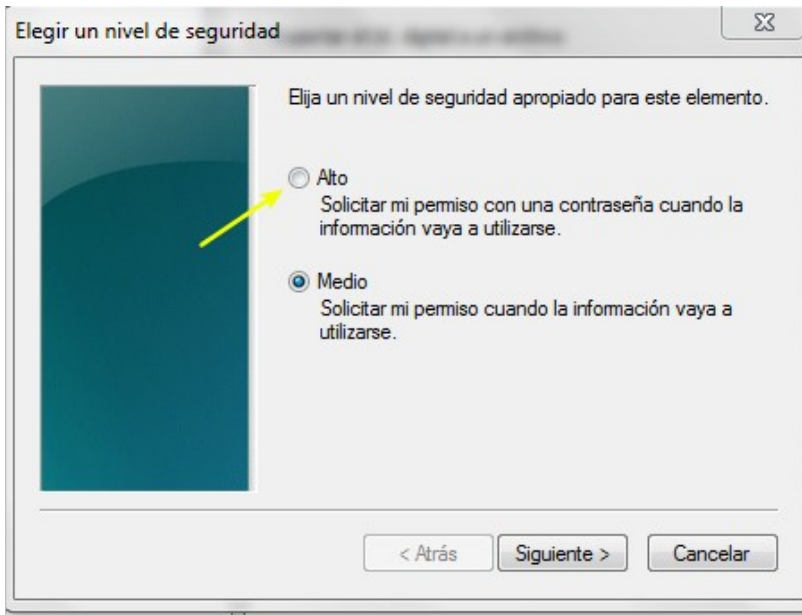 Elegir un nivel de seguridad
Elija un nivel de seguridad apropiado para este elemento.
Alto
Solicitar mi permiso con una contraseña cuando la
información vaya a utilizarse.
Medio
Solicitar mi permiso cuando la información vaya a
utilizarse.
< Atrás
Siguiente >
Cancelar